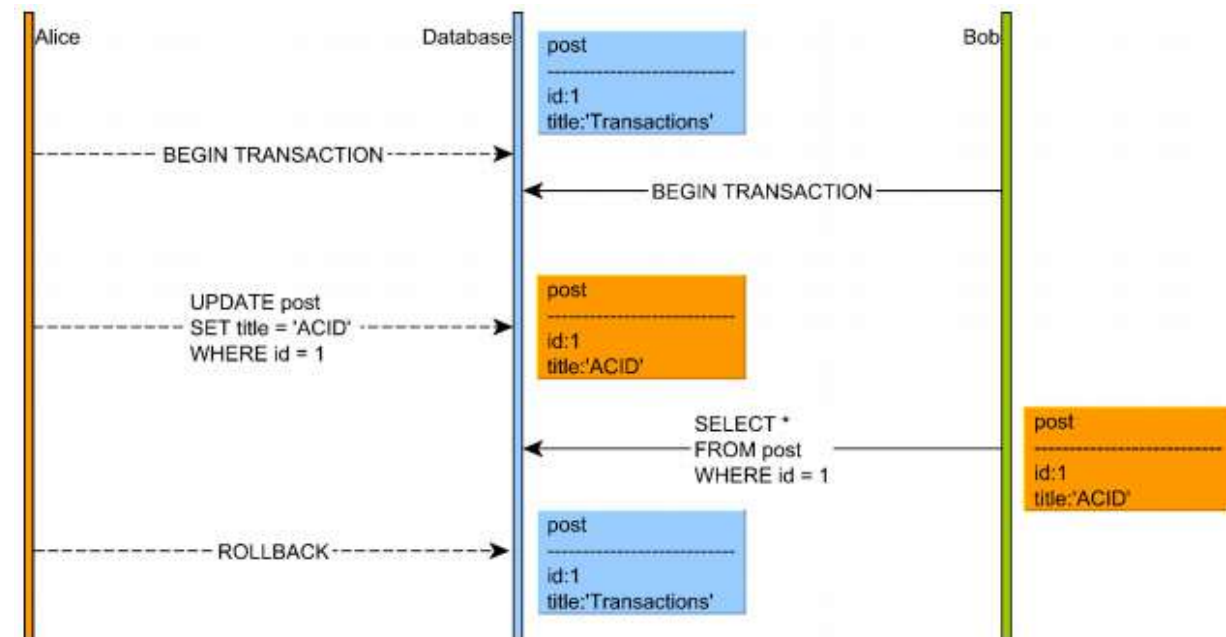 Alice
Database
Bob
post
------------------------------
id:1
title:'Transactions'
BEGIN TRANSACTION
BEGIN TRANSACTION
UPDATE post
SET title = 'ACID'
WHERE id = 1
post
------------------------------
id:1
title:'ACID'
SELECT *
FROM post
WHERE id = 1
post
------------------------------
id:1
title:'ACID'
ROLLBACK
post
------------------------------
id:1
title:'Transactions'